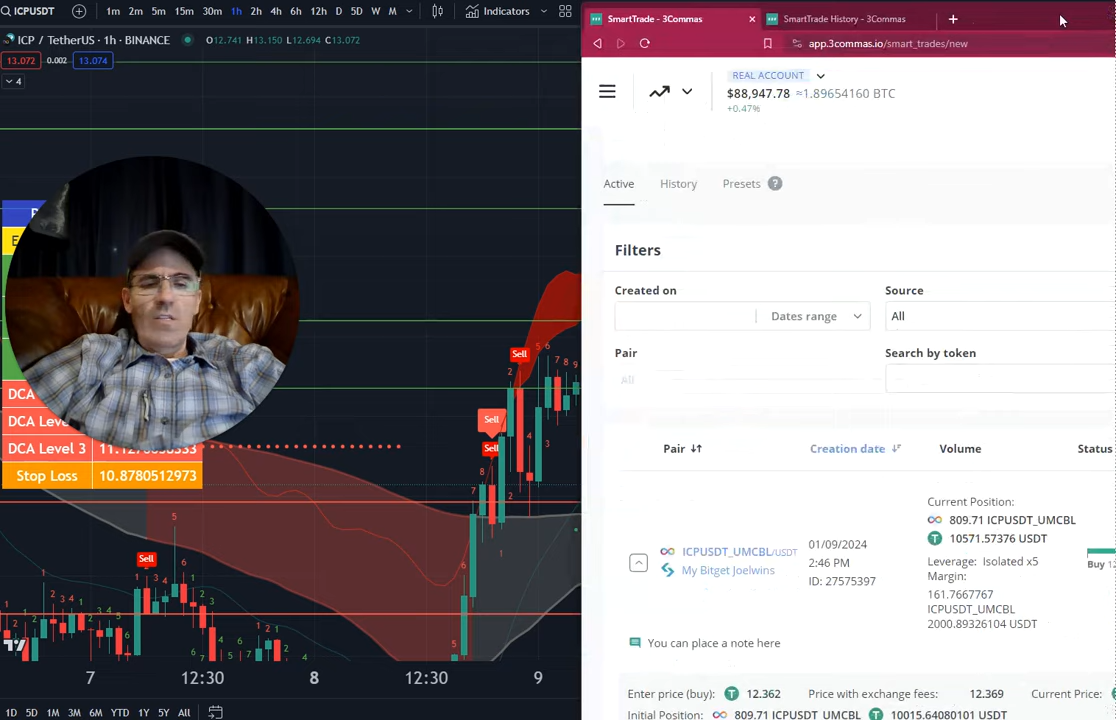 ICPUSDT
1m 2m 5m 15m 30m 1h 2h 4h 6h 12h D 5D W M
Indicators
ICP / TetherUS · 1h · BINANCE
O12.741 H13.150 L12.694 C13.072
13.072 0.002 13.074
4
SmartTrade - 3Commas
SmartTrade History - 3Commas
app.3commas.io/smart_trades/new
REAL ACCOUNT
$88,947.78 ≈1.89654160 BTC
+0.47%
Active History Presets ?
Filters
Created on
Source
Dates range
All
Pair
Search by token
All
DCA Level 3
Stop Loss 10.8780512973
Sell
Sell
Sell
Sell
Pair Creation date Volume Status
Current Position:
809.71 ICPUSDT_UMCBL
10571.57376 USDT
ICPUSDT_UMCBL/USDT
My Bitget Joelwins
01/09/2024
2:46 PM
ID: 27575397
Leverage: Isolated x5
Margin:
161.7667767
ICPUSDT_UMCBL
2000.89326104 USDT
You can place a note here
Enter price (buy): 12.362 Price with exchange fees: 12.369 Current Price:
Initial Position: 809.71 ICPUSDT_UMCBL 10015.64080101 USDT
7 12:30 8 12:30 9
1D 5D 1M 3M 6M YTD 1Y 5Y All